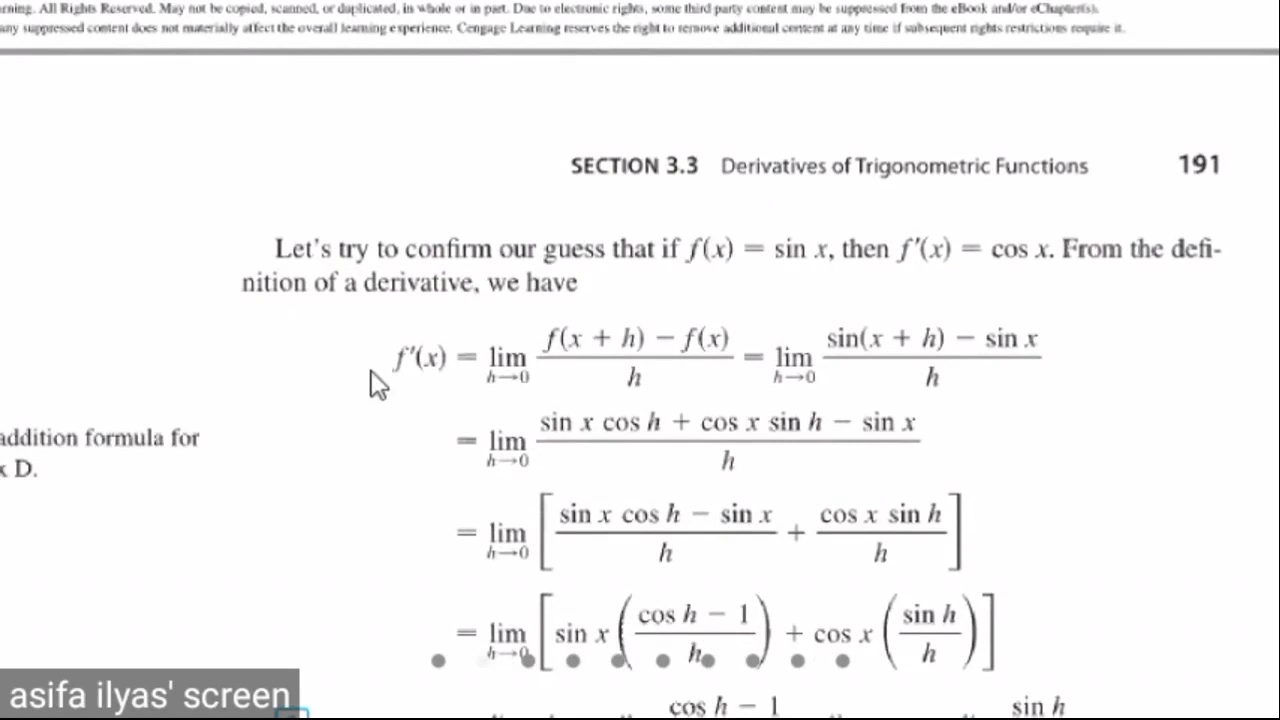 rning. All Rights Reserved. May not be copied, scanned, or duplicated, in whole or in part. Due to electronic rights, some third party content may be suppressed from the eBook and/or eChapter(s).
any suppressed content does not materially affect the overall learning experience. Cengage Learning reserves the right to remove additional content at any time if subsequent rights restrictions require it.
SECTION 3.3 Derivatives of Trigonometric Functions 191
Let's try to confirm our guess that if f(x) = sin x, then f'(x) = cos x. From the defi-
nition of a derivative, we have
f'(x) = lim h→0 (f(x + h) − f(x))/h = lim h→0 (sin(x + h) − sin x)/h
= lim h→0 (sin x cos h + cos x sin h − sin x)/h
addition formula for
x D.
= lim h→0 [(sin x cos h − sin x)/h + (cos x sin h)/h]
= lim h→0 [sin x ((cos h − 1)/h) + cos x ((sin h)/h)]
cos h − 1 sin h
asifa ilyas' screen